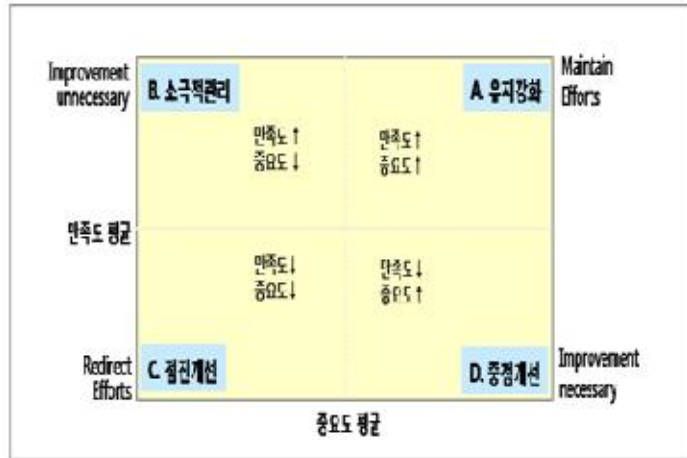 Improvement
unnecessary
B. 소극적관리
A. 유지강화
Maintain
Efforts
만족도↑
중요도↓
만족도↑
중요도↑
만족도 평균
만족도↓
중요도↓
만족도↓
중요도↑
Redirect
Efforts
C. 점진개선
D. 중점개선
Improvement
necessary
중요도 평균